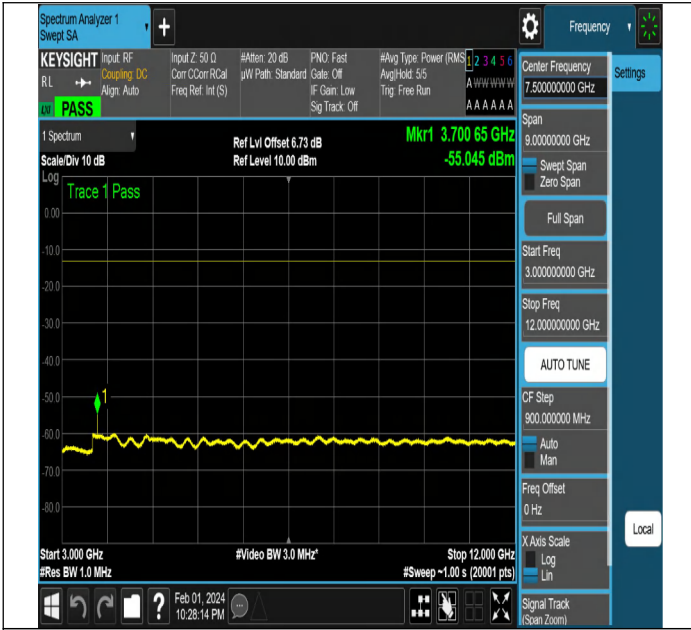 Spectrum Analyzer 1
Swept SA
+
Frequency
KEYSIGHT
RL
LXI PASS
Input: RF
Coupling: DC
Align: Auto
Input Z: 50 Ω
Corr CCorr RCal
Freq Ref: Int (S)
#Atten: 20 dB
µW Path: Standard
PNO: Fast
Gate: Off
IF Gain: Low
Sig Track: Off
#Avg Type: Power (RMS
Avg|Hold: 5/5
Trig: Free Run
1 2 3 4 5 6
A W W W W W
A A A A A A
1 Spectrum
Scale/Div 10 dB
Ref Lvl Offset 6.73 dB
Ref Level 10.00 dBm
Mkr1 3.700 65 GHz
-55.045 dBm
Log
Trace 1 Pass
0.00
-10.0
-20.0
-30.0
-40.0
-50.0
-60.0
-70.0
-80.0
1
Start 3.000 GHz
#Res BW 1.0 MHz
#Video BW 3.0 MHz*
Stop 12.000 GHz
#Sweep ~1.00 s (20001 pts)
Feb 01, 2024
10:28:14 PM
Center Frequency
7.50000000 GHz
Settings
Span
9.00000000 GHz
Swept Span
Zero Span
Full Span
Start Freq
3.000000000 GHz
Stop Freq
12.000000000 GHz
AUTO TUNE
CF Step
900.000000 MHz
Auto
Man
Freq Offset
0 Hz
X Axis Scale
Log
Lin
Local
Signal Track
(Span Zoom)